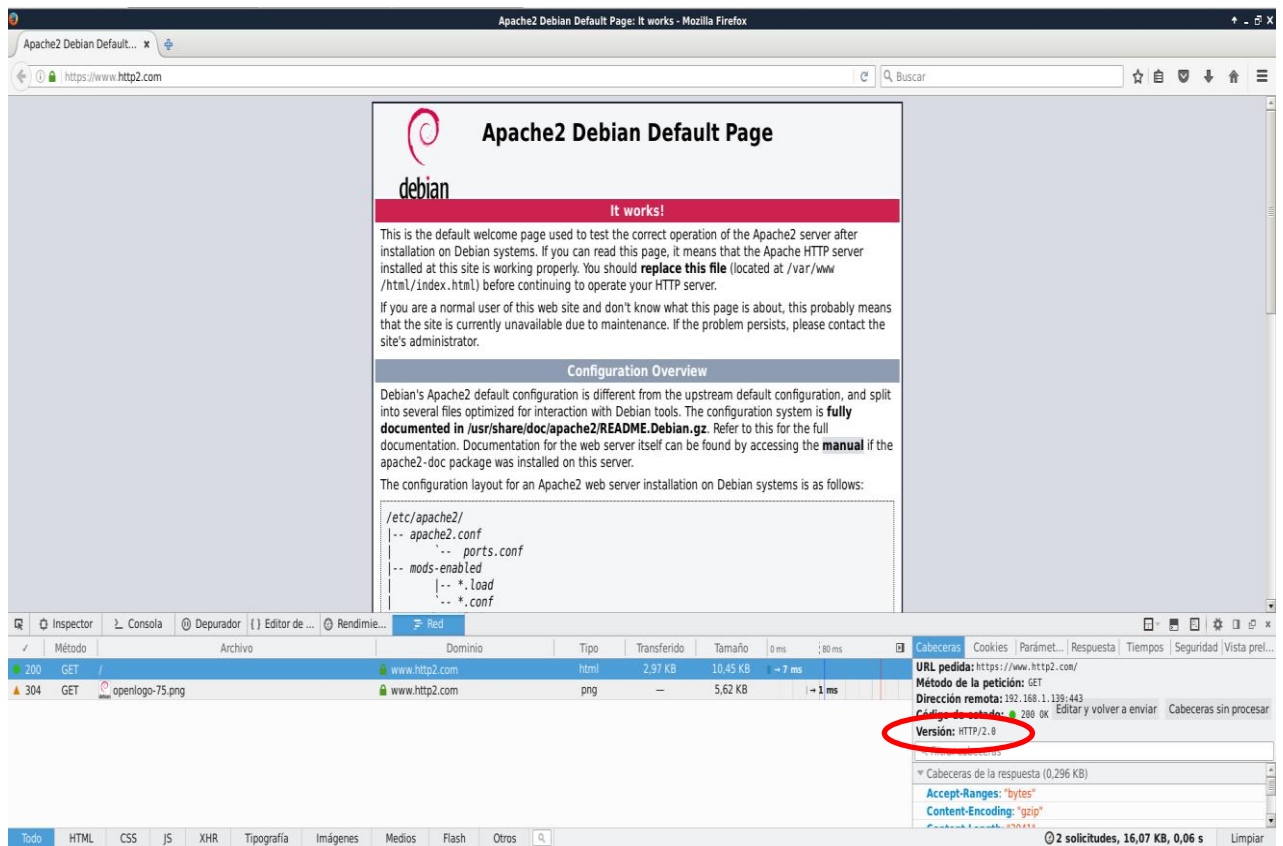 Apache2 Debian Default Page: It works - Mozilla Firefox
Apache2 Debian Default...
https://www.http2.com
Buscar
debian
Apache2 Debian Default Page
It works!
This is the default welcome page used to test the correct operation of the Apache2 server after
installation on Debian systems. If you can read this page, it means that the Apache HTTP server
installed at this site is working properly. You should replace this file (located at /var/www
/html/index.html) before continuing to operate your HTTP server.
If you are a normal user of this web site and don't know what this page is about, this probably means
that the site is currently unavailable due to maintenance. If the problem persists, please contact the
site's administrator.
Configuration Overview
Debian's Apache2 default configuration is different from the upstream default configuration, and split
into several files optimized for interaction with Debian tools. The configuration system is fully
documented in /usr/share/doc/apache2/README.Debian.gz. Refer to this for the full
documentation. Documentation for the web server itself can be found by accessing the manual if the
apache2-doc package was installed on this server.
The configuration layout for an Apache2 web server installation on Debian systems is as follows:
/etc/apache2/
|-- apache2.conf
|       `-- ports.conf
|-- mods-enabled
|       |-- *.load
|       `-- *.conf
Inspector Consola Depurador { } Editor de ... Rendimie... Red
✓ Método Archivo Dominio Tipo Transferido Tamaño 0 ms 80 ms
200 GET / www.http2.com html 2,97 KB 10,45 KB → 7 ms
304 GET openlogo-75.png www.http2.com png — 5,62 KB → 1 ms
Cabeceras Cookies Parámet... Respuesta Tiempos Seguridad Vista prel...
URL pedida: https://www.http2.com/
Método de la petición: GET
Dirección remota: 192.168.1.139:443
Código de estado: 200 OK Editar y volver a enviar Cabeceras sin procesar
Versión: HTTP/2.0
Filtrar cabeceras
Cabeceras de la respuesta (0,296 KB)
Accept-Ranges: "bytes"
Content-Encoding: "gzip"
Todo HTML CSS JS XHR Tipografía Imágenes Medios Flash Otros
2 solicitudes, 16,07 KB, 0,06 s Limpiar